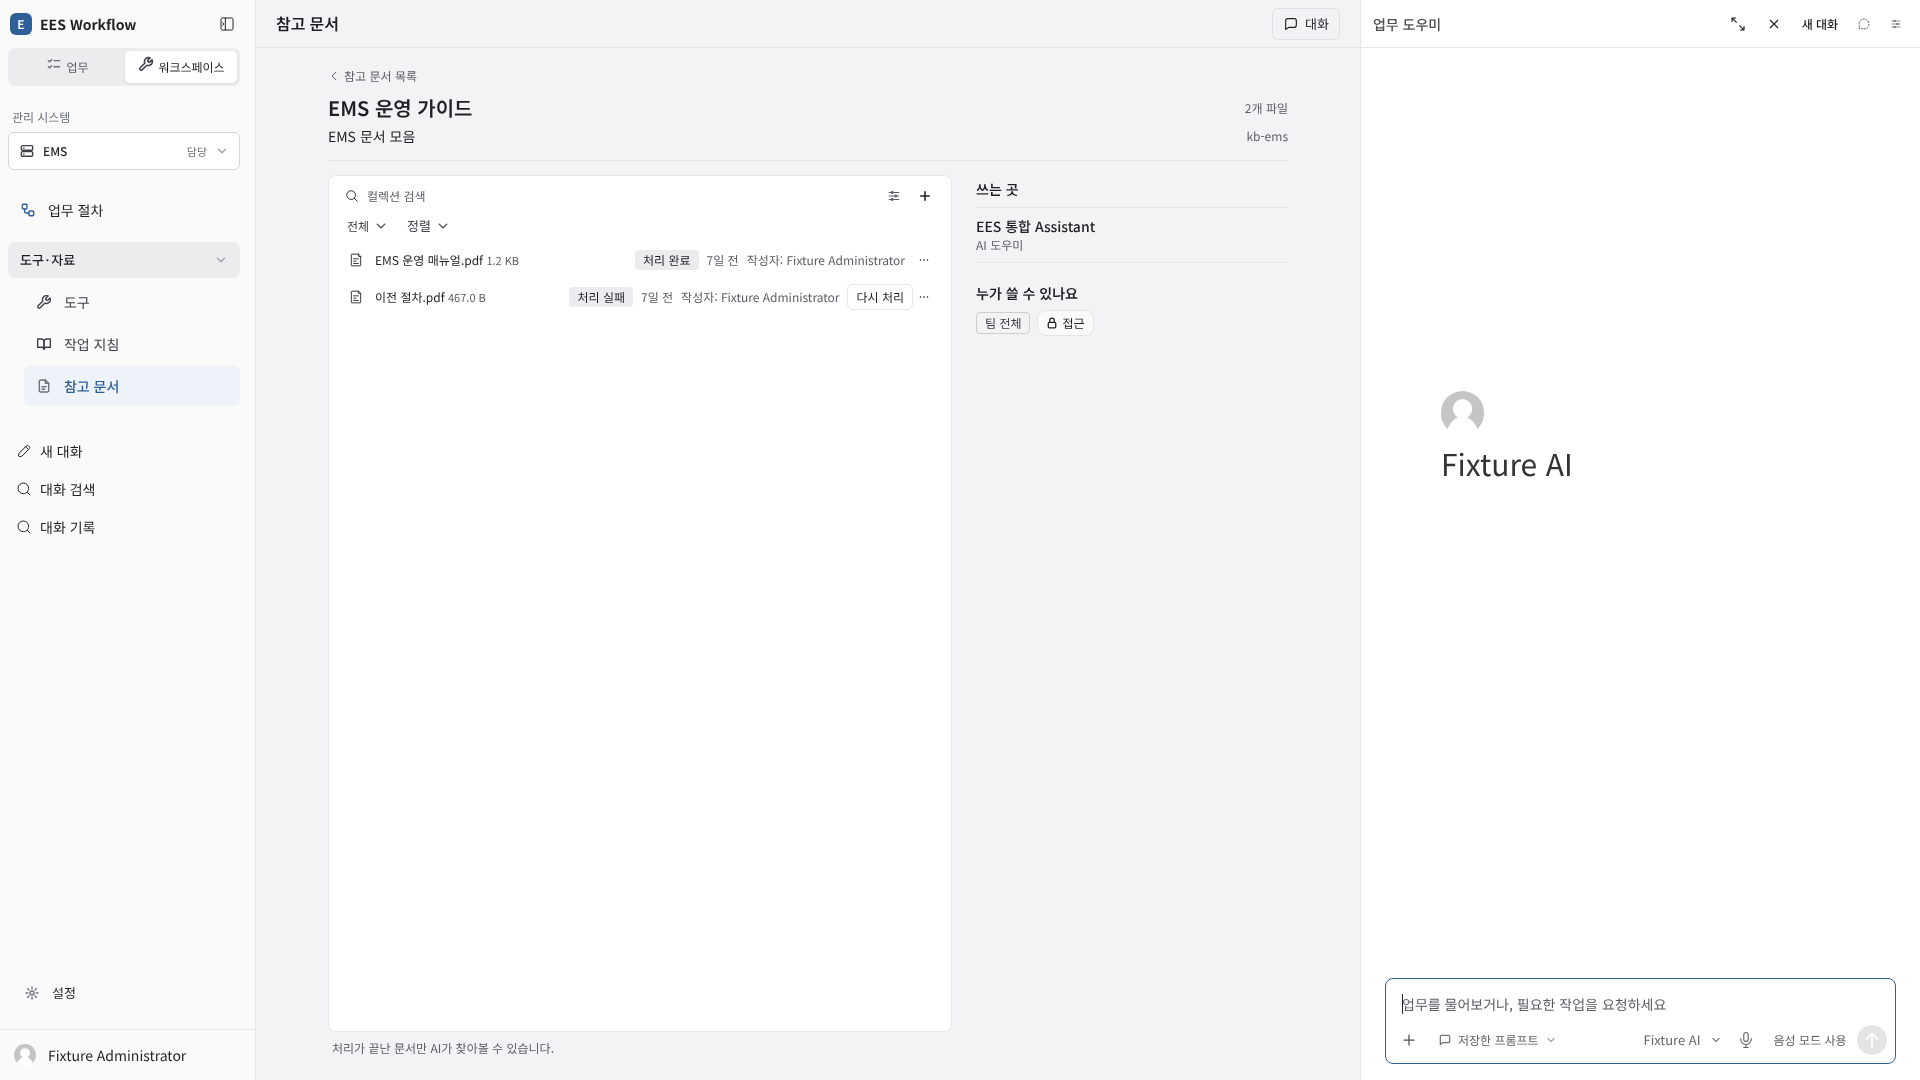 E EES Workflow
업무
워크스페이스
관리 시스템
EMS 담당
업무 절차
도구·자료
도구
작업 지침
참고 문서
새 대화
대화 검색
대화 기록
설정
Fixture Administrator
참고 문서
대화
참고 문서 목록
EMS 운영 가이드
2개 파일
EMS 문서 모음
kb-ems
컬렉션 검색
전체 정렬
EMS 운영 매뉴얼.pdf 1.2 KB 처리 완료 7일 전 작성자: Fixture Administrator ···
이전 절차.pdf 467.0 B 처리 실패 7일 전 작성자: Fixture Administrator 다시 처리 ···
처리가 끝난 문서만 AI가 찾아볼 수 있습니다.
쓰는 곳
EES 통합 Assistant
AI 도우미
누가 쓸 수 있나요
팀 전체 접근
업무 도우미
새 대화
Fixture AI
업무를 물어보거나, 필요한 작업을 요청하세요
저장한 프롬프트
Fixture AI
음성 모드 사용